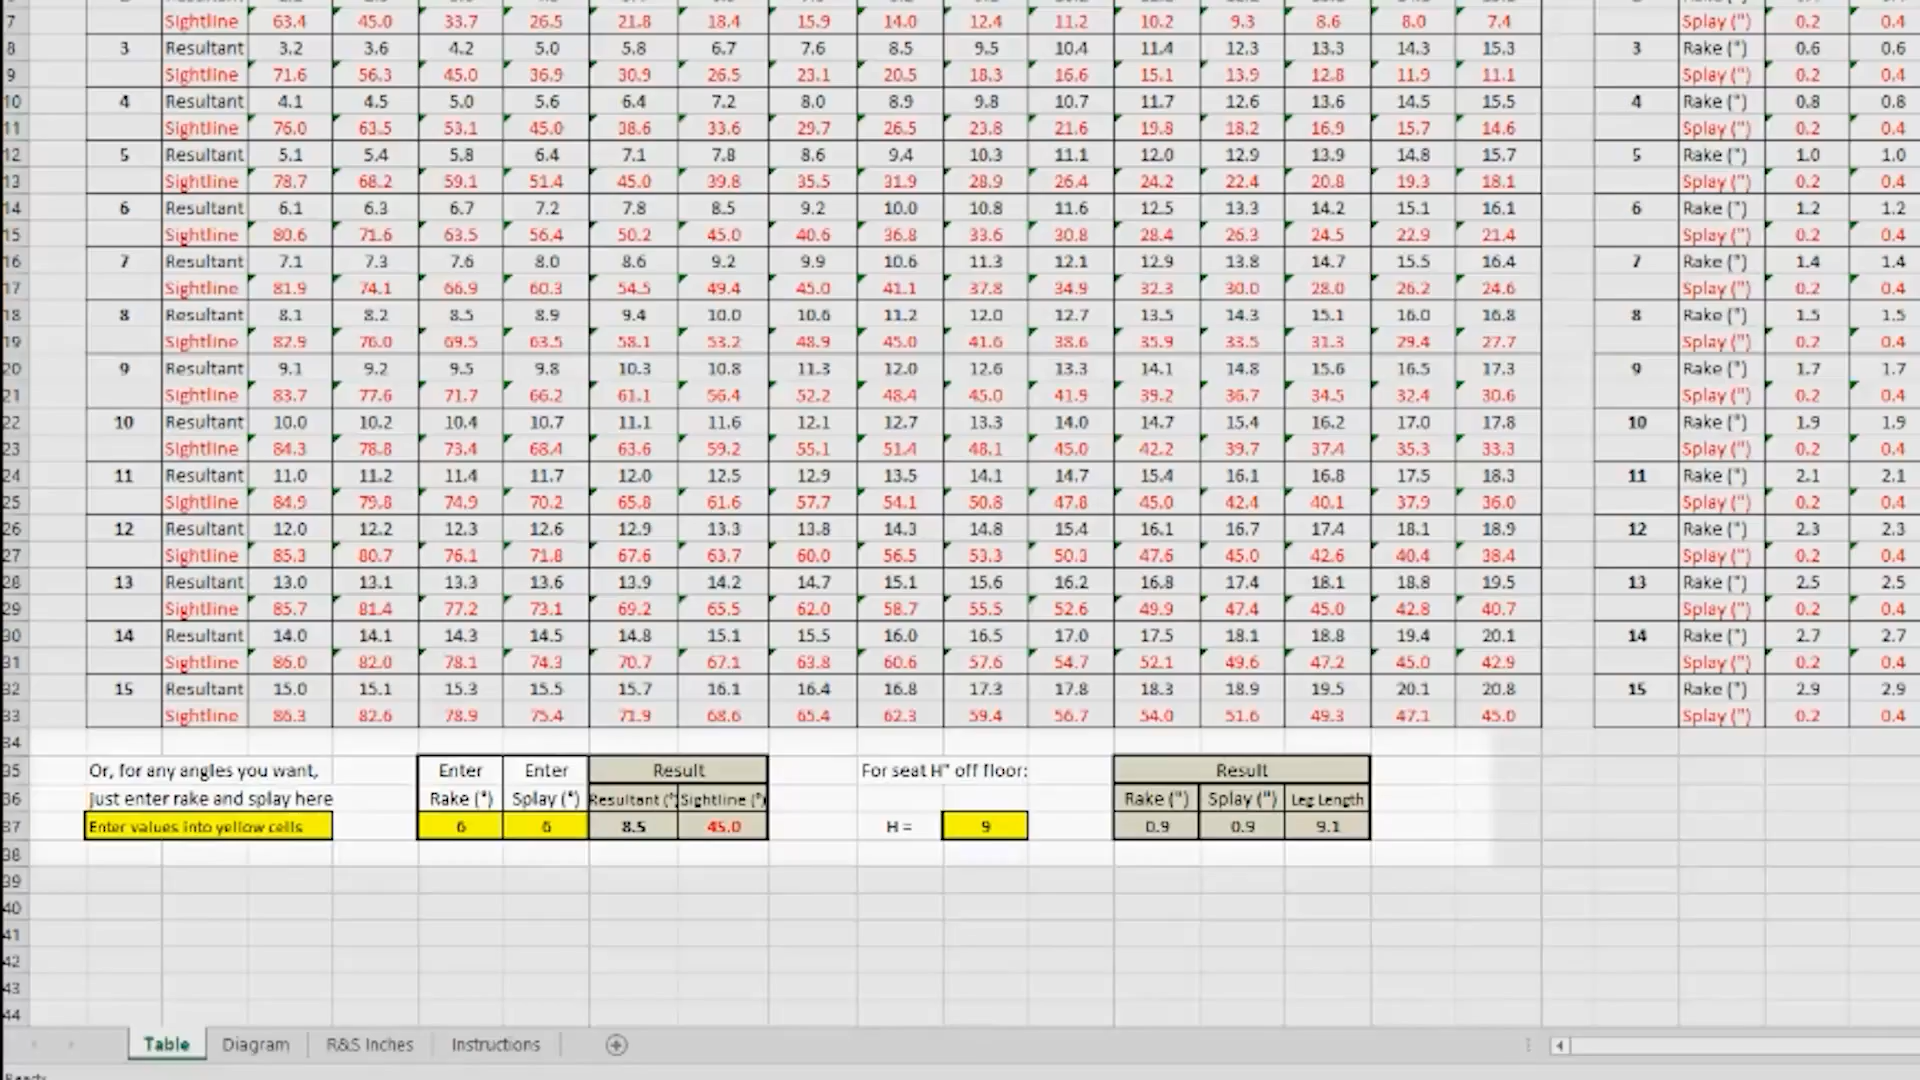 7 Sightline 63.4 45.0 33.7 26.5 21.8 18.4 15.9 14.0 12.4 11.2 10.2 9.3 8.6 8.0 7.4 Splay (") 0.2 0.4
8 3 Resultant 3.2 3.6 4.2 5.0 5.8 6.7 7.6 8.5 9.5 10.4 11.4 12.3 13.3 14.3 15.3 3 Rake (") 0.6 0.6
9 Sightline 71.6 56.3 45.0 36.9 30.9 26.5 23.1 20.5 18.3 16.6 15.1 13.9 12.8 11.9 11.1 Splay (") 0.2 0.4
10 4 Resultant 4.1 4.5 5.0 5.6 6.4 7.2 8.0 8.9 9.8 10.7 11.7 12.6 13.6 14.5 15.5 4 Rake (") 0.8 0.8
11 Sightline 76.0 63.5 53.1 45.0 38.6 33.6 29.7 26.5 23.8 21.6 19.8 18.2 16.9 15.7 14.6 Splay (") 0.2 0.4
12 5 Resultant 5.1 5.4 5.8 6.4 7.1 7.8 8.6 9.4 10.3 11.1 12.0 12.9 13.9 14.8 15.7 5 Rake (") 1.0 1.0
13 Sightline 78.7 68.2 59.1 51.4 45.0 39.8 35.5 31.9 28.9 26.4 24.2 22.4 20.8 19.3 18.1 Splay (") 0.2 0.4
14 6 Resultant 6.1 6.3 6.7 7.2 7.8 8.5 9.2 10.0 10.8 11.6 12.5 13.3 14.2 15.1 16.1 6 Rake (") 1.2 1.2
15 Sightline 80.6 71.6 63.5 56.4 50.2 45.0 40.6 36.8 33.6 30.8 28.4 26.3 24.5 22.9 21.4 Splay (") 0.2 0.4
16 7 Resultant 7.1 7.3 7.6 8.0 8.6 9.2 9.9 10.6 11.3 12.1 12.9 13.8 14.7 15.5 16.4 7 Rake (") 1.4 1.4
17 Sightline 81.9 74.1 66.9 60.3 54.5 49.4 45.0 41.1 37.8 34.9 32.3 30.0 28.0 26.2 24.6 Splay (") 0.2 0.4
18 8 Resultant 8.1 8.2 8.5 8.9 9.4 10.0 10.6 11.2 12.0 12.7 13.5 14.3 15.1 16.0 16.8 8 Rake (") 1.5 1.5
19 Sightline 82.9 76.0 69.5 63.5 58.1 53.2 48.9 45.0 41.6 38.6 35.9 33.5 31.3 29.4 27.7 Splay (") 0.2 0.4
20 9 Resultant 9.1 9.2 9.5 9.8 10.3 10.8 11.3 12.0 12.6 13.3 14.1 14.8 15.6 16.5 17.3 9 Rake (") 1.7 1.7
21 Sightline 83.7 77.6 71.7 66.2 61.1 56.4 52.2 48.4 45.0 41.9 39.2 36.7 34.5 32.4 30.6 Splay (") 0.2 0.4
22 10 Resultant 10.0 10.2 10.4 10.7 11.1 11.6 12.1 12.7 13.3 14.0 14.7 15.4 16.2 17.0 17.8 10 Rake (") 1.9 1.9
23 Sightline 84.3 78.8 73.4 68.4 63.6 59.2 55.1 51.4 48.1 45.0 42.2 39.7 37.4 35.3 33.3 Splay (") 0.2 0.4
24 11 Resultant 11.0 11.2 11.4 11.7 12.0 12.5 12.9 13.5 14.1 14.7 15.4 16.1 16.8 17.5 18.3 11 Rake (") 2.1 2.1
25 Sightline 84.9 79.8 74.9 70.2 65.8 61.6 57.7 54.1 50.8 47.8 45.0 42.4 40.1 37.9 36.0 Splay (") 0.2 0.4
26 12 Resultant 12.0 12.2 12.3 12.6 12.9 13.3 13.8 14.3 14.8 15.4 16.1 16.7 17.4 18.1 18.9 12 Rake (") 2.3 2.3
27 Sightline 85.3 80.7 76.1 71.8 67.6 63.7 60.0 56.5 53.3 50.3 47.6 45.0 42.6 40.4 38.4 Splay (") 0.2 0.4
28 13 Resultant 13.0 13.1 13.3 13.6 13.9 14.2 14.7 15.1 15.6 16.2 16.8 17.4 18.1 18.8 19.5 13 Rake (") 2.5 2.5
29 Sightline 85.7 81.4 77.2 73.1 69.2 65.5 62.0 58.7 55.5 52.6 49.9 47.4 45.0 42.8 40.7 Splay (") 0.2 0.4
30 14 Resultant 14.0 14.1 14.3 14.5 14.8 15.1 15.5 16.0 16.5 17.0 17.5 18.1 18.8 19.4 20.1 14 Rake (") 2.7 2.7
31 Sightline 86.0 82.0 78.1 74.3 70.7 67.1 63.8 60.6 57.6 54.7 52.1 49.6 47.2 45.0 42.9 Splay (") 0.2 0.4
32 15 Resultant 15.0 15.1 15.3 15.5 15.7 16.1 16.4 16.8 17.3 17.8 18.3 18.9 19.5 20.1 20.8 15 Rake (") 2.9 2.9
33 Sightline 86.3 82.6 78.9 75.4 71.9 68.6 65.4 62.3 59.4 56.7 54.0 51.6 49.3 47.1 45.0 Splay (") 0.2 0.4
34
35 Or, for any angles you want, Enter Enter Result For seat H" off floor: Result
36 just enter rake and splay here Rake (°) Splay (°) Resultant (°) Sightline (°) Rake (") Splay (") Leg Length
37 Enter values into yellow cells 6 6 8.5 45.0 H = 9 0.9 0.9 9.1
38
39
40
41
42
43
44
Table Diagram R&S Inches Instructions